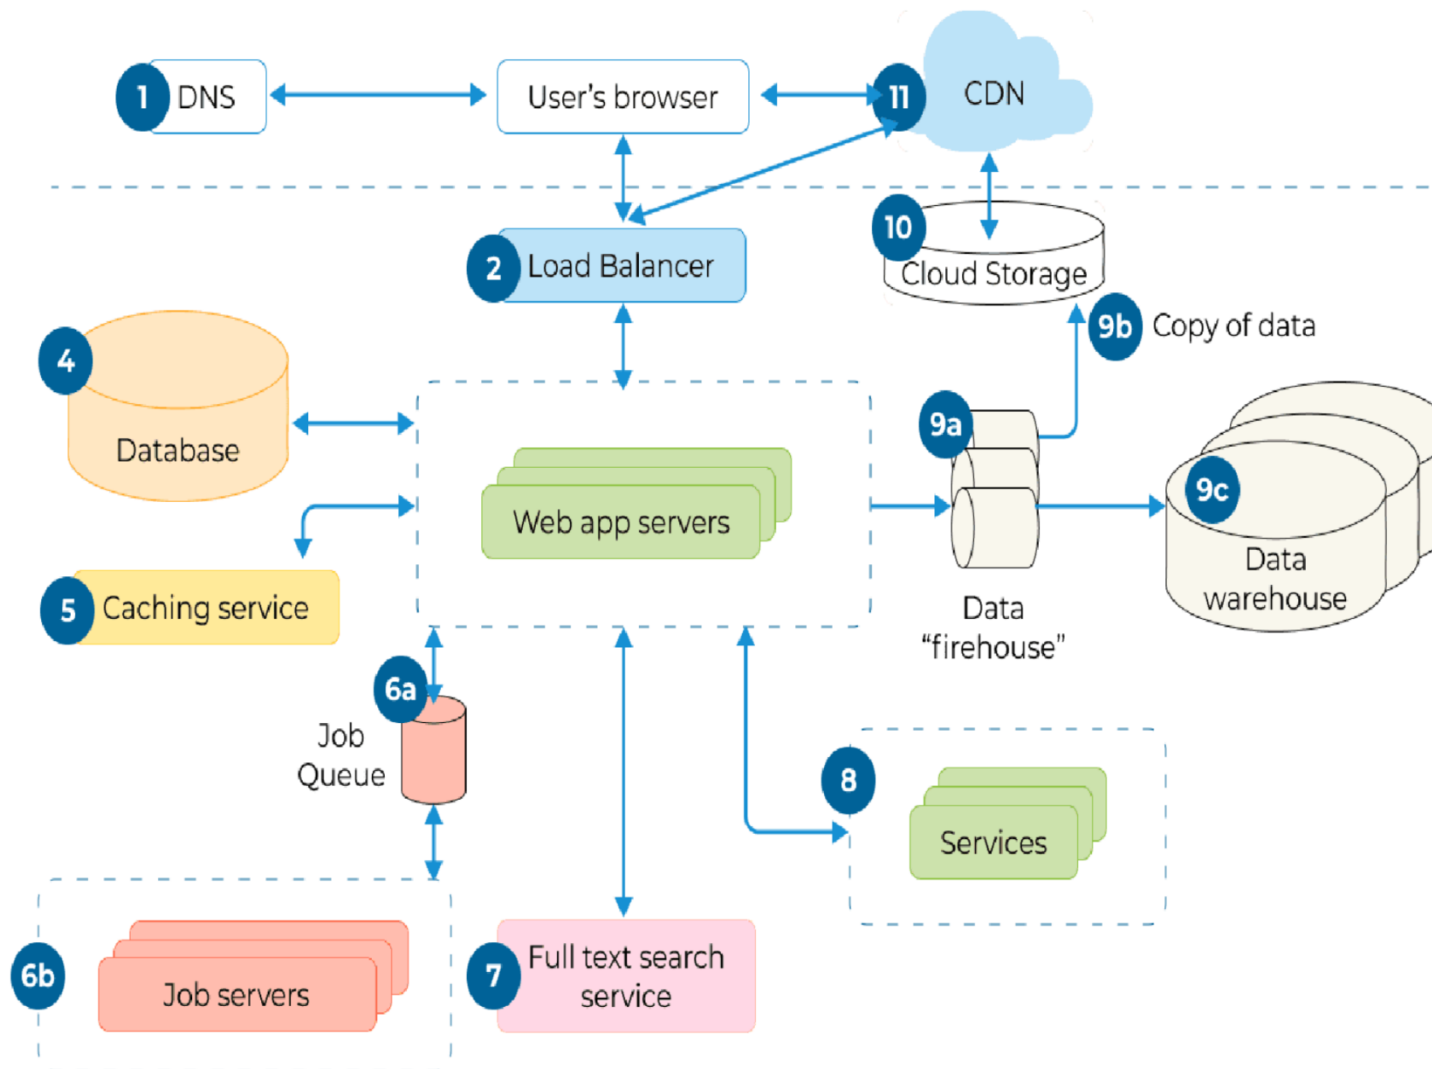 1 DNS
User's browser
11 CDN
10
Cloud Storage
2 Load Balancer
9b Copy of data
4
Database
9a
9c
Web app servers
Data
warehouse
5 Caching service
Data
“firehouse”
6a
Job
Queue
8
Services
6b
Job servers
7
Full text search
service